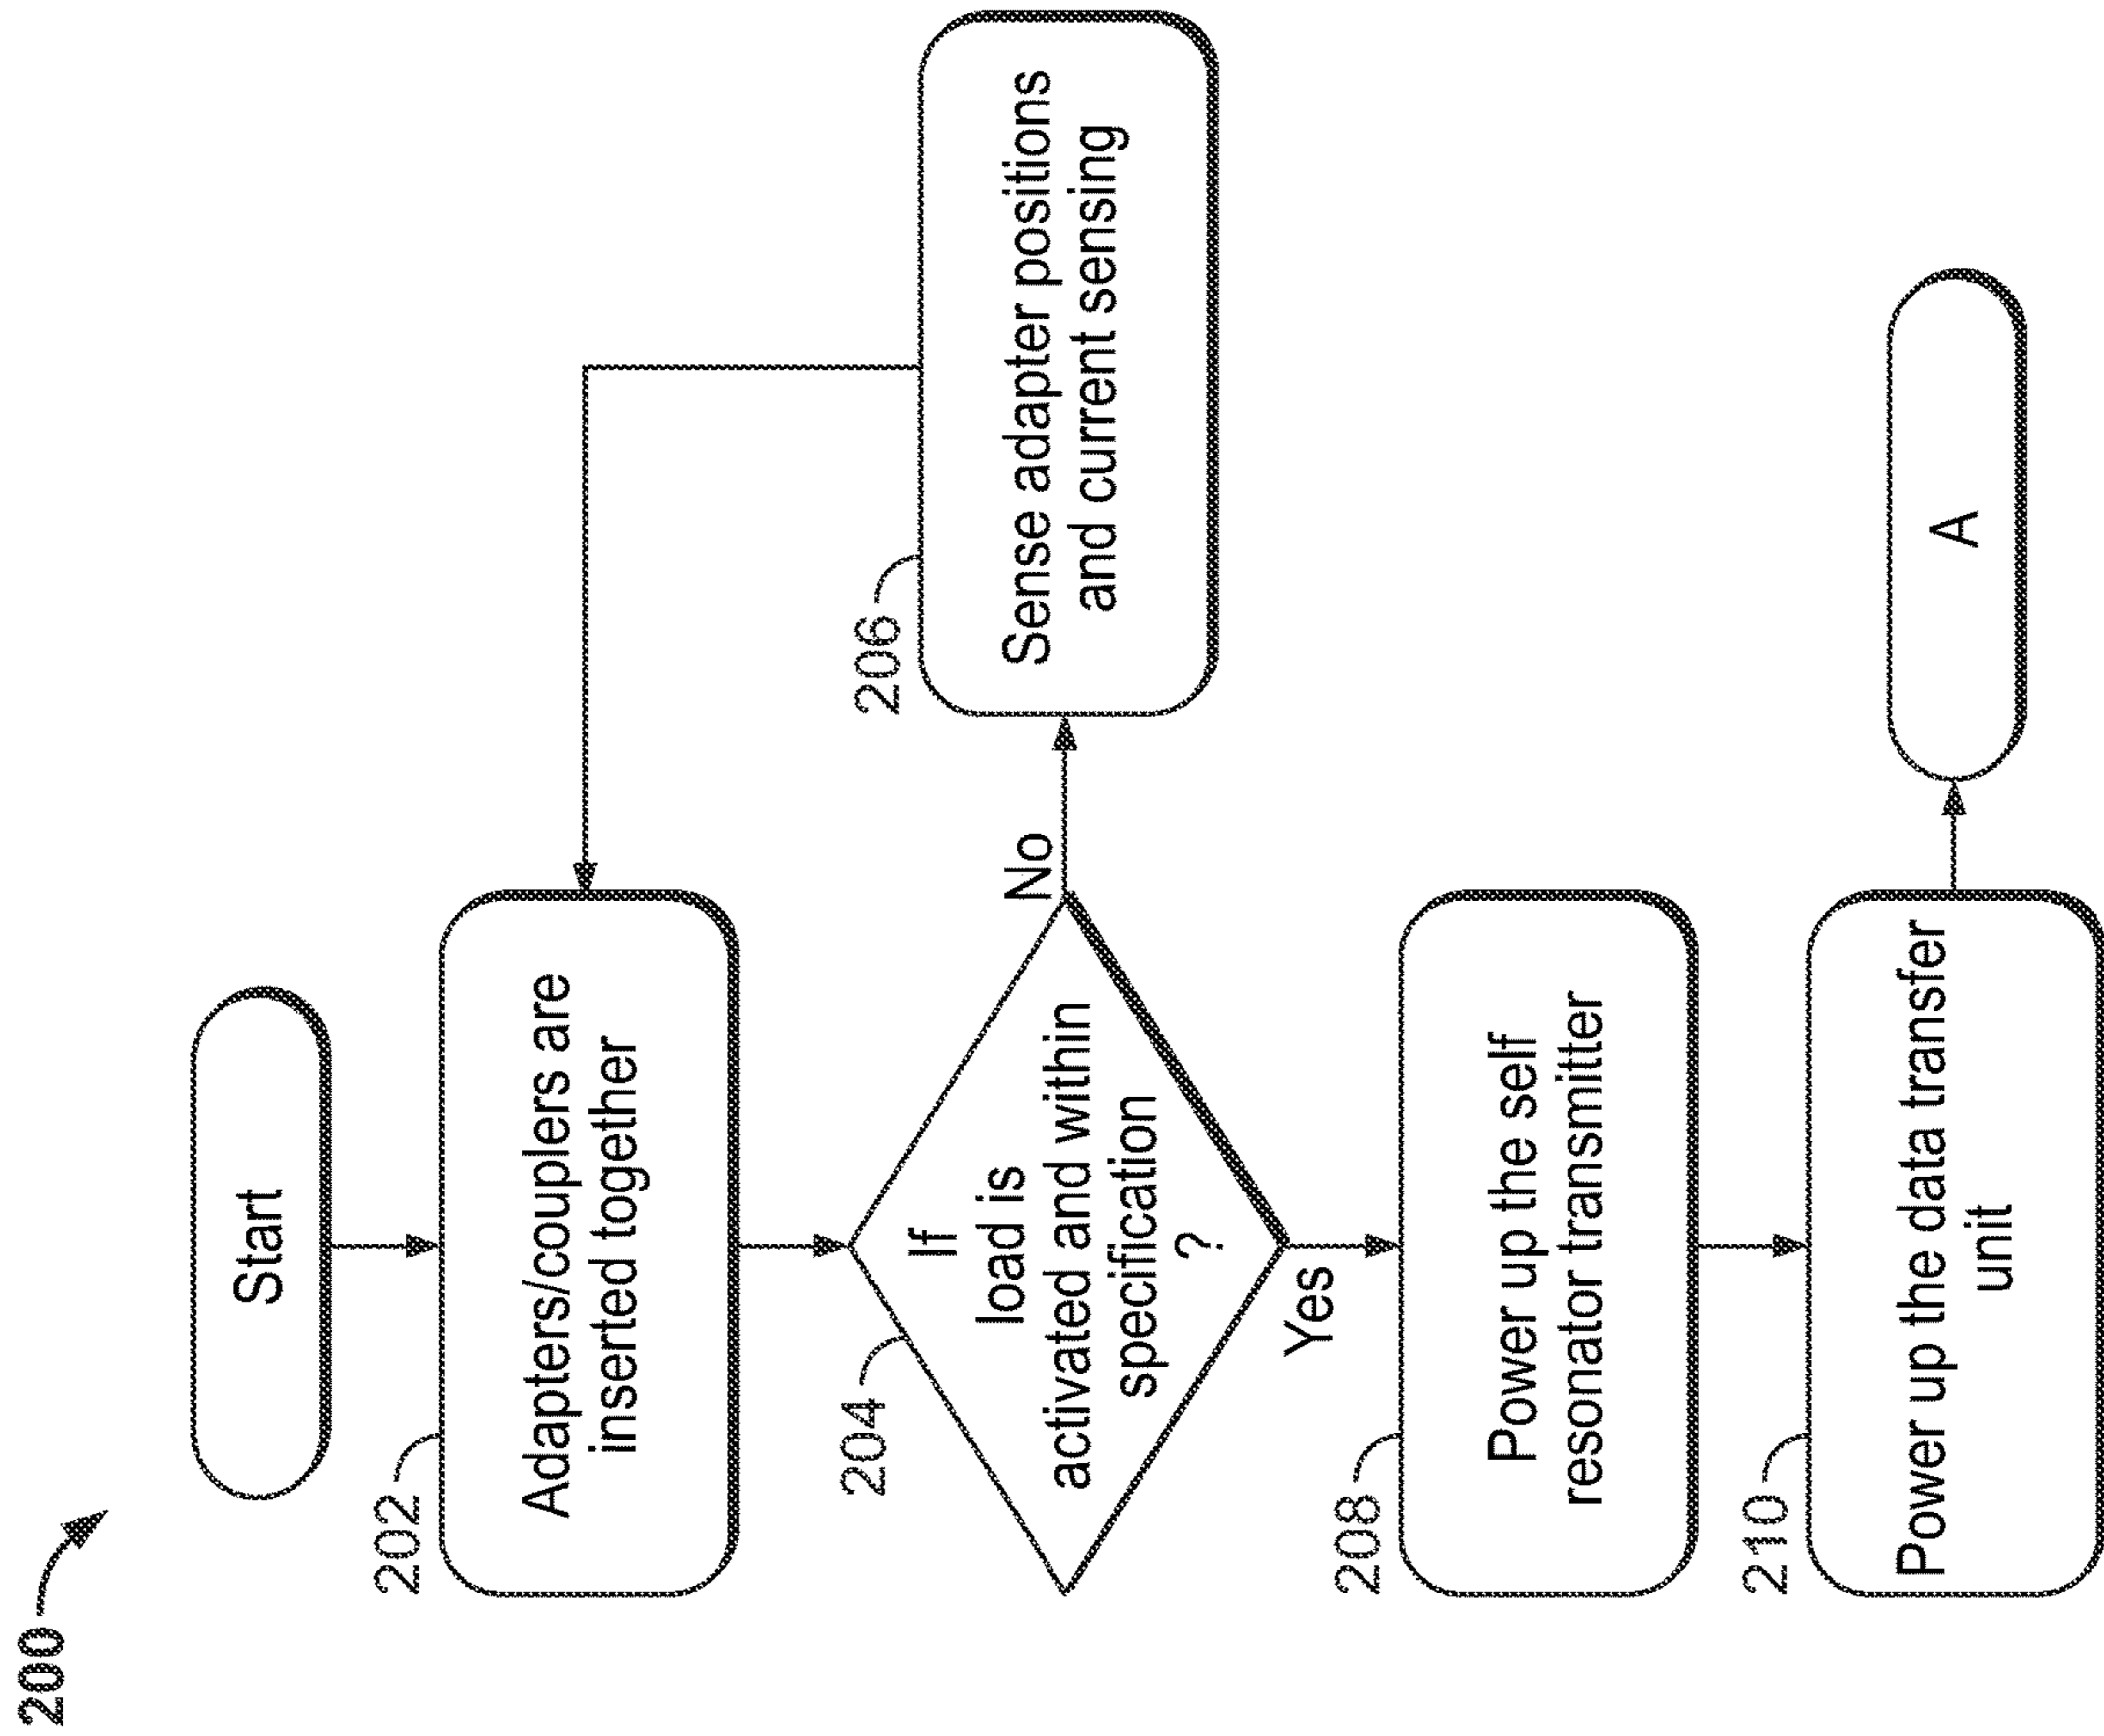 200
Start
202
Adapters/couplers are
inserted together
204
If
load is
activated and within
specification
?
No
206
Sense adapter positions
and current sensing
Yes
208
Power up the self
resonator transmitter
210
Power up the data transfer
unit
A